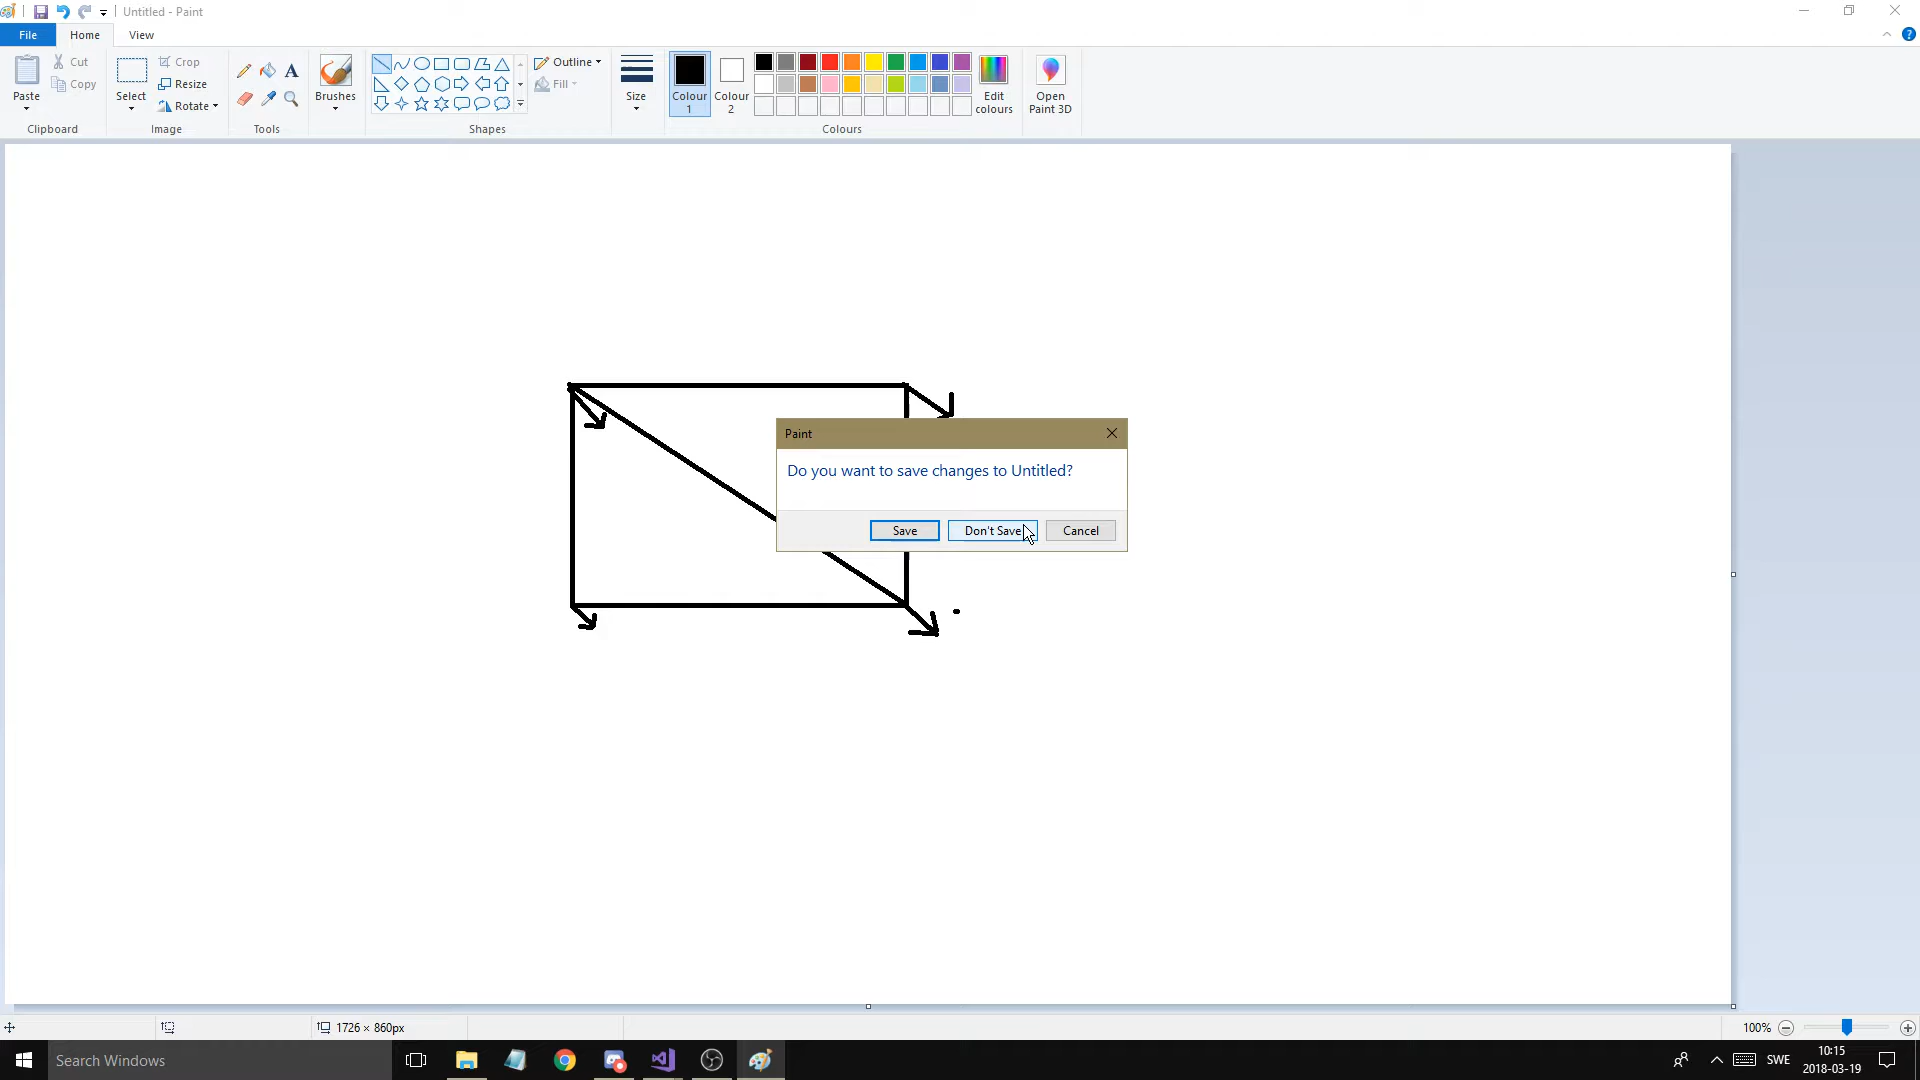 Untitled - Paint
File Home View
Paste
Cut
Copy
Clipboard
Select
Crop
Resize
Rotate
Image
A
Tools
Brushes
Shapes
Outline
Fill
Size
Colour 1
Colour 2
Colours
Edit colours
Open Paint 3D
?
Paint
Do you want to save changes to Untitled?
Save Don't Save Cancel
1726 × 860px
100%
Search Windows
SWE
10:15
2018-03-19